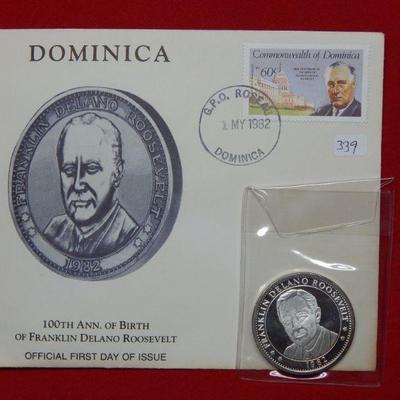 DOMINICA
FRANKLIN DELANO ROOSEVELT
1982
100TH ANN. OF BIRTH
OF FRANKLIN DELANO ROOSEVELT
OFFICIAL FIRST DAY OF ISSUE
Commonwealth of Dominica
60¢
G.P.O. ROSEAU
1 MY 1982
DOMINICA
339
FRANKLIN DELANO ROOSEVELT
1982